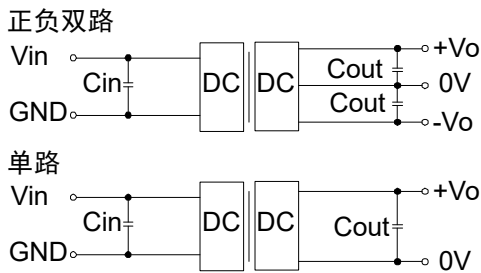 正负双路
Vin
Cin
GND
DC DC
Cout
Cout
+Vo
0V
-Vo
单路
Vin
Cin
GND
DC DC
Cout
+Vo
0V